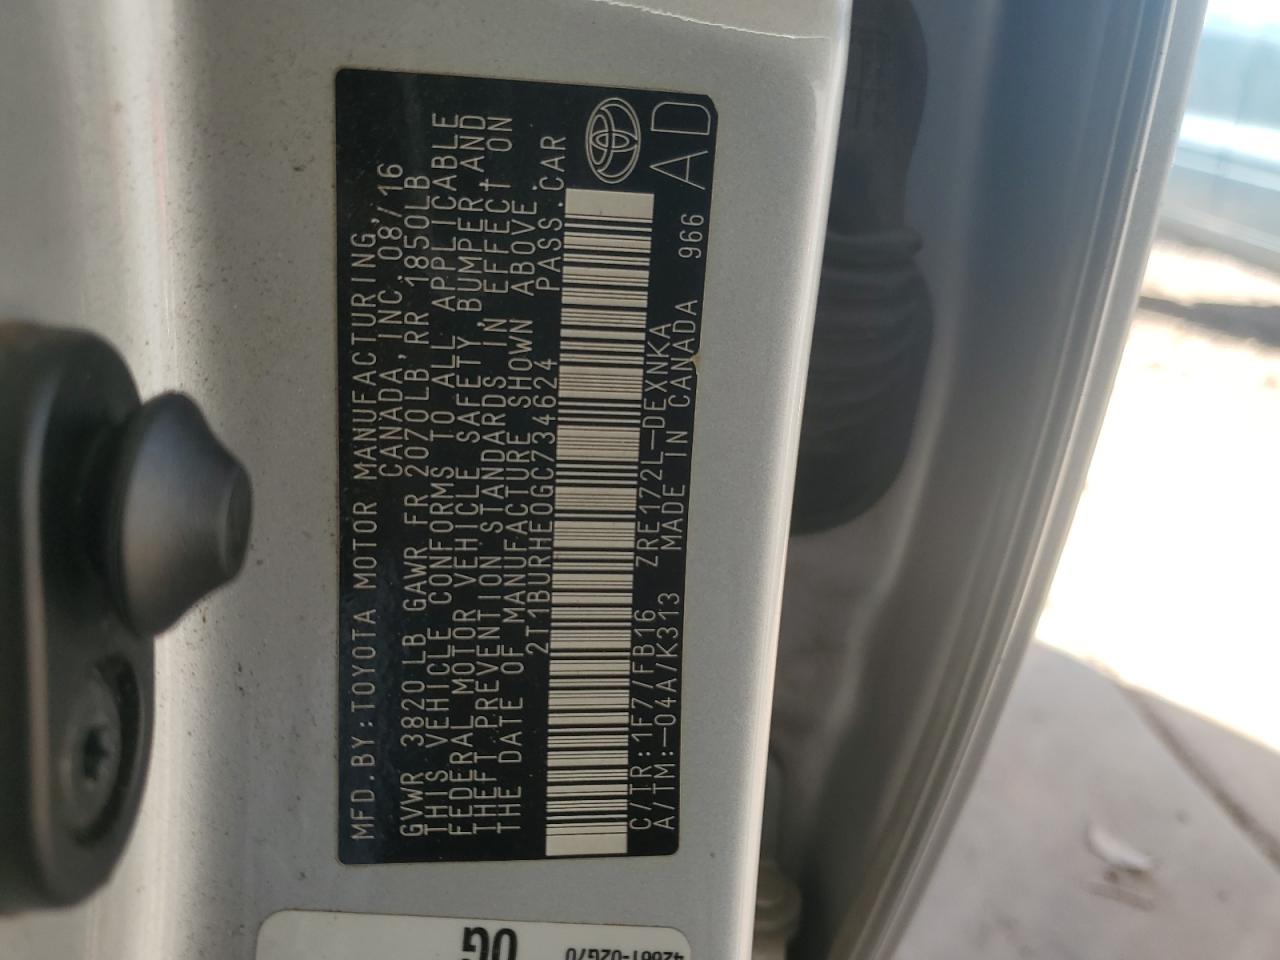 MFD.BY:TOYOTA MOTOR MANUFACTURING,
CANADA,INC.08/16
GVWR 3820 LB GAWR FR 2070LB,RR 1850LB
THIS VEHICLE CONFORMS TO ALL APPLICABLE
FEDERAL MOTOR VEHICLE SAFETY,BUMPER,AND
THEFT PREVENTION STANDARDS IN EFFECT ON
THE DATE OF MANUFACTURE SHOWN ABOVE.
2T1BURHE0GC734624 PASS.CAR
C/TR:1F7/FB16 ZRE172L-DEXNKA 966 AD
A/TM:-04A/K313 MADE IN CANADA
0G
42661-02G70